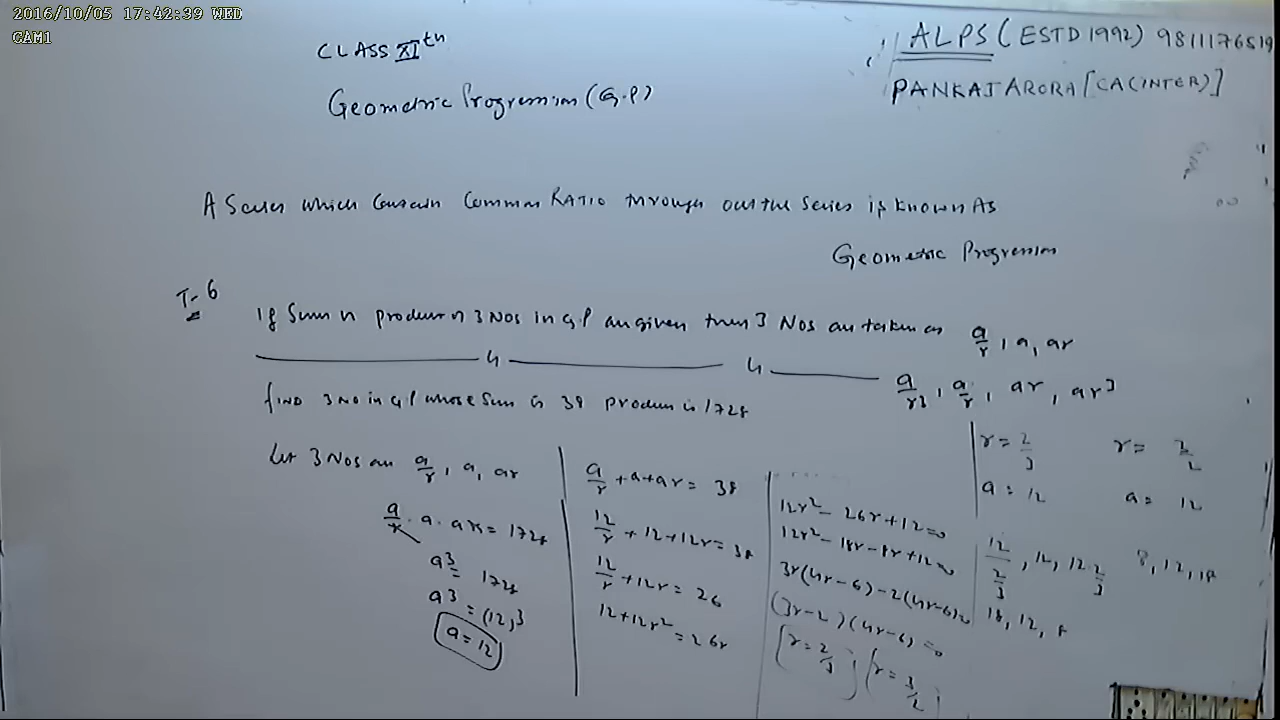 2016/10/05 17:42:39 WED
CAM1
CLASS XIth
Geometric Progression (G.P)
ALPS (ESTD 1992) 9811176519
PANKAJ ARORA [CA(INTER)]
A Series which Contain Common RATIO through out the Series is known As
Geometric Progression
T-6
If Sum n product of 3 Nos in G.P are given then 3 Nos are taken as a/r, a, ar
4 4 a/r3, a/r, ar, ar3
find 3 No in G.P whose Sum is 38 product is 1728
Let 3 Nos are a/r, a, ar
a/r . a . ar = 1728
a3 = 1728
a3 = (12)3
a = 12
a/r + a + ar = 38
12/r + 12 + 12r = 38
12/r + 12r = 26
12 + 12r2 = 26r
12r2 - 26r + 12 = 0
12r2 - 18r - 8r + 12 = 0
3r(4r - 6) - 2(4r - 6) = 0
(3r - 2)(4r - 6) = 0
r = 2/3 r = 3/2
r = 2/3 r = 3/2
a = 12 a = 12
12/2/3, 12, 12 2/3 8, 12, 18
18, 12, 8